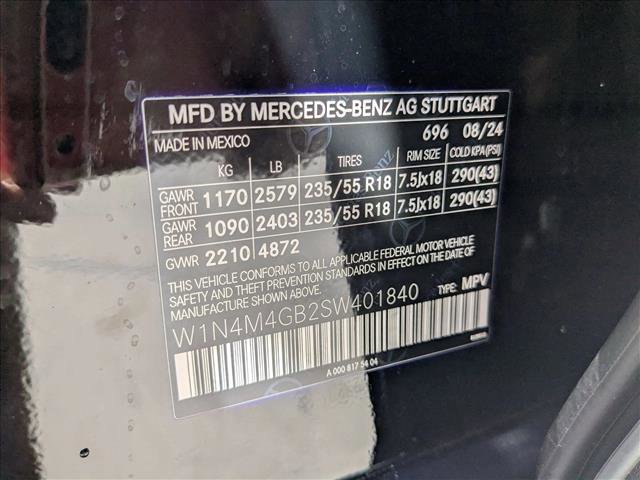 MFD BY MERCEDES-BENZ AG STUTTGART
MADE IN MEXICO 696 08/24
KG LB TIRES RIM SIZE COLD KPA(PSI)
GAWR FRONT 1170 2579 235/55 R18 7.5Jx18 290(43)
GAWR REAR 1090 2403 235/55 R18 7.5Jx18 290(43)
GVWR 2210 4872
THIS VEHICLE CONFORMS TO ALL APPLICABLE FEDERAL MOTOR VEHICLE
SAFETY AND THEFT PREVENTION STANDARDS IN EFFECT ON THE DATE
OF MANUFACTURE SHOWN ABOVE.
W1N4M4GB2SW401840 TYPE: MPV
A 000 817 54 04